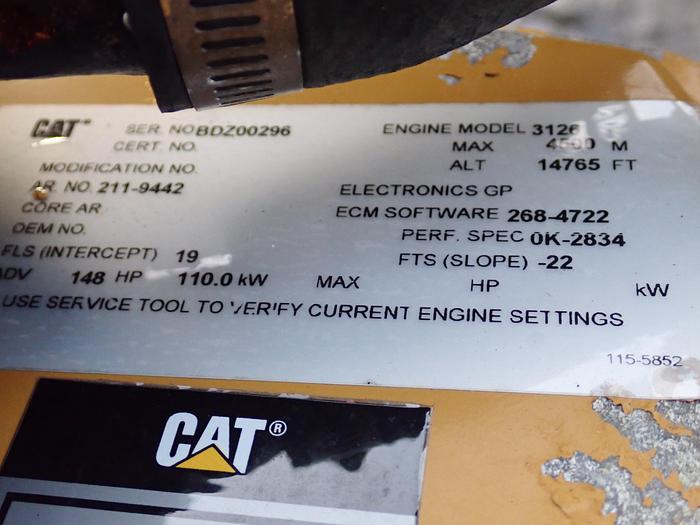 CAT SER. NO BDZ00296 ENGINE MODEL 3126
CERT. NO. MAX 4500 M
MODIFICATION NO. ALT 14765 FT
AR. NO. 211-9442 ELECTRONICS GP
CORE AR ECM SOFTWARE 268-4722
OEM NO. PERF. SPEC 0K-2834
FLS (INTERCEPT) 19 FTS (SLOPE) -22
ADV 148 HP 110.0 kW MAX HP kW
USE SERVICE TOOL TO VERIFY CURRENT ENGINE SETTINGS
115-5852
CAT®